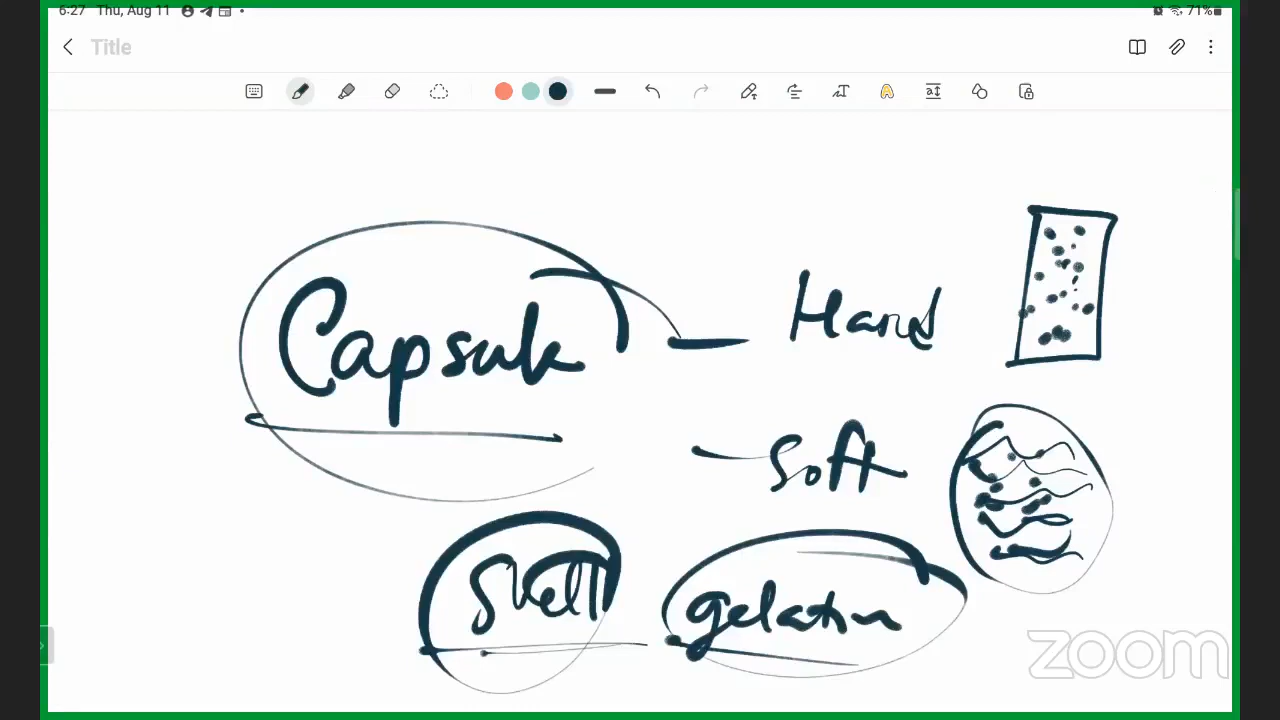 6:27 Thu, Aug 11
71%
Title
Capsule
Hard
Soft
Shell gelatin
zoom